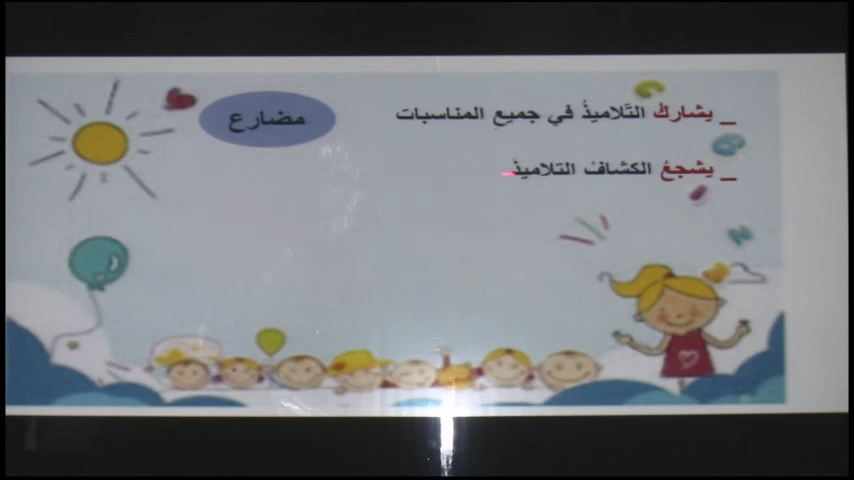 _ يشاركُ التّلاميذُ في جميعِ المناسبات
مضارع
_ يشجعُ الكشافُ التلاميذَ